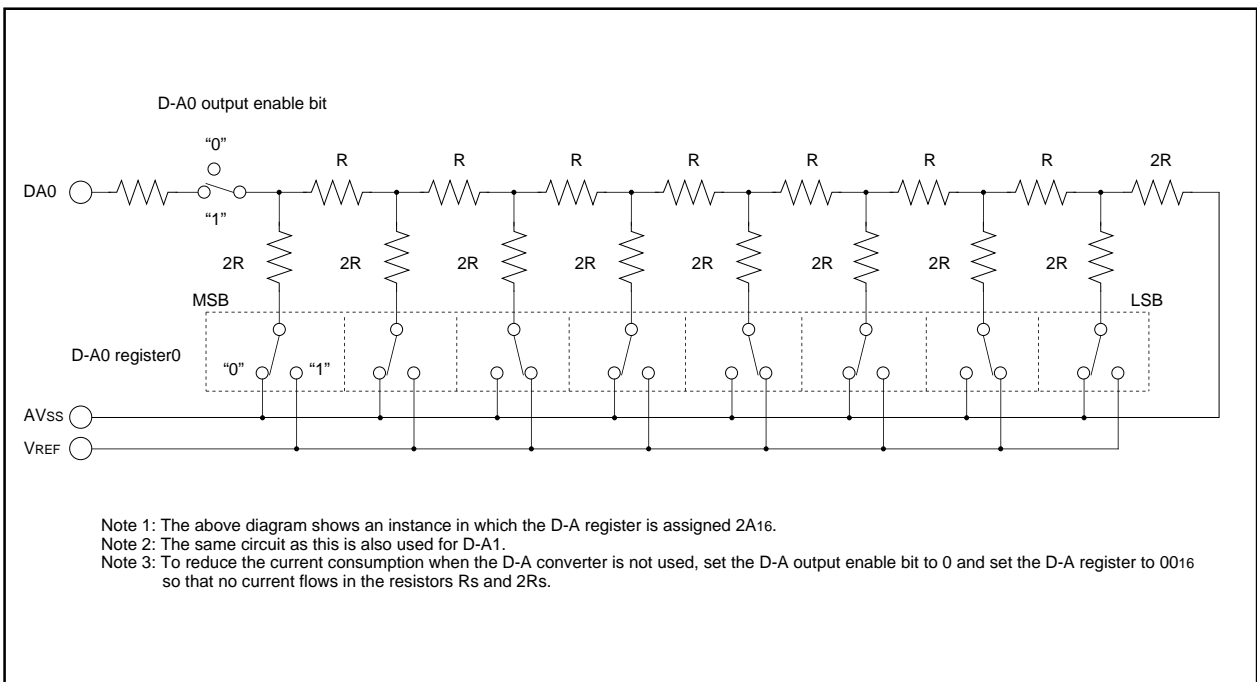 D-A0 output enable bit
“0”
R R R R R R R 2R
DA0
“1”
2R 2R 2R 2R 2R 2R 2R 2R
MSB LSB
D-A0 register0
“0” “1”
AVSS
VREF
Note 1: The above diagram shows an instance in which the D-A register is assigned 2A16.
Note 2: The same circuit as this is also used for D-A1.
Note 3: To reduce the current consumption when the D-A converter is not used, set the D-A output enable bit to 0 and set the D-A register to 0016
so that no current flows in the resistors Rs and 2Rs.